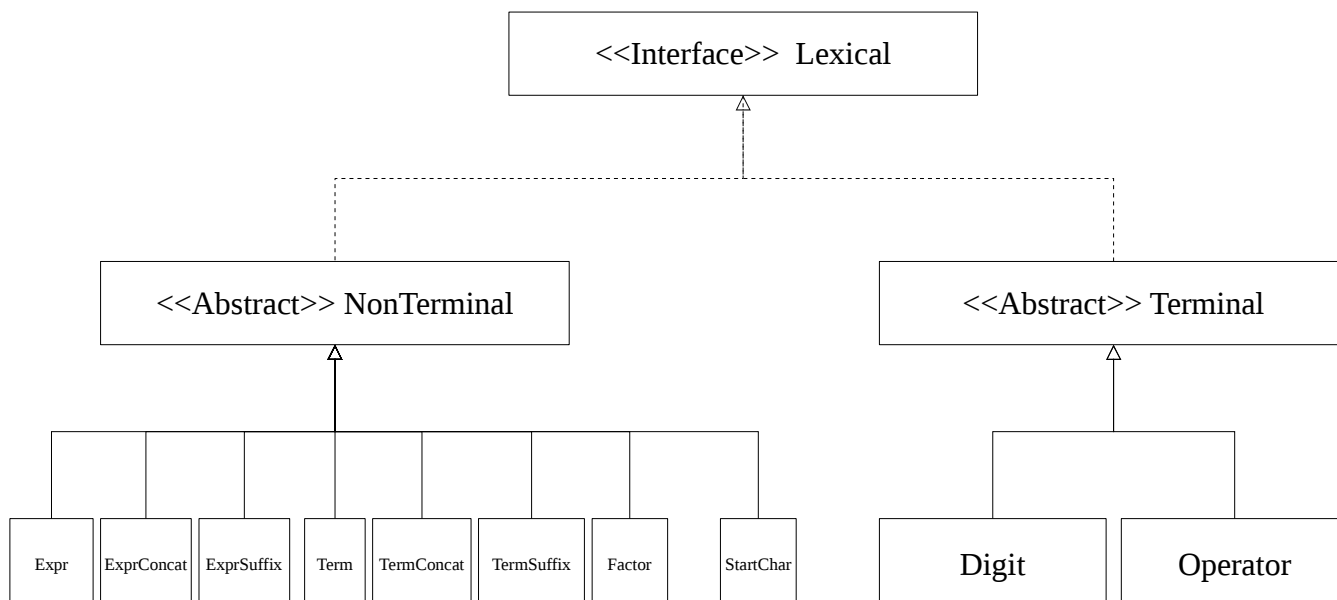 <<Interface>>  Lexical
<<Abstract>> NonTerminal
<<Abstract>> Terminal
Expr
ExprConcat
ExprSuffix
Term
TermConcat
TermSuffix
Factor
StartChar
Digit
Operator